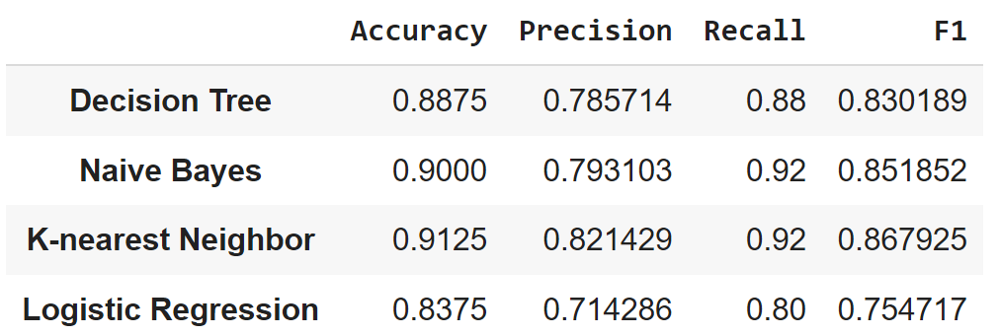 Accuracy Precision Recall F1
Decision Tree 0.8875 0.785714 0.88 0.830189
Naive Bayes 0.9000 0.793103 0.92 0.851852
K-nearest Neighbor 0.9125 0.821429 0.92 0.867925
Logistic Regression 0.8375 0.714286 0.80 0.754717